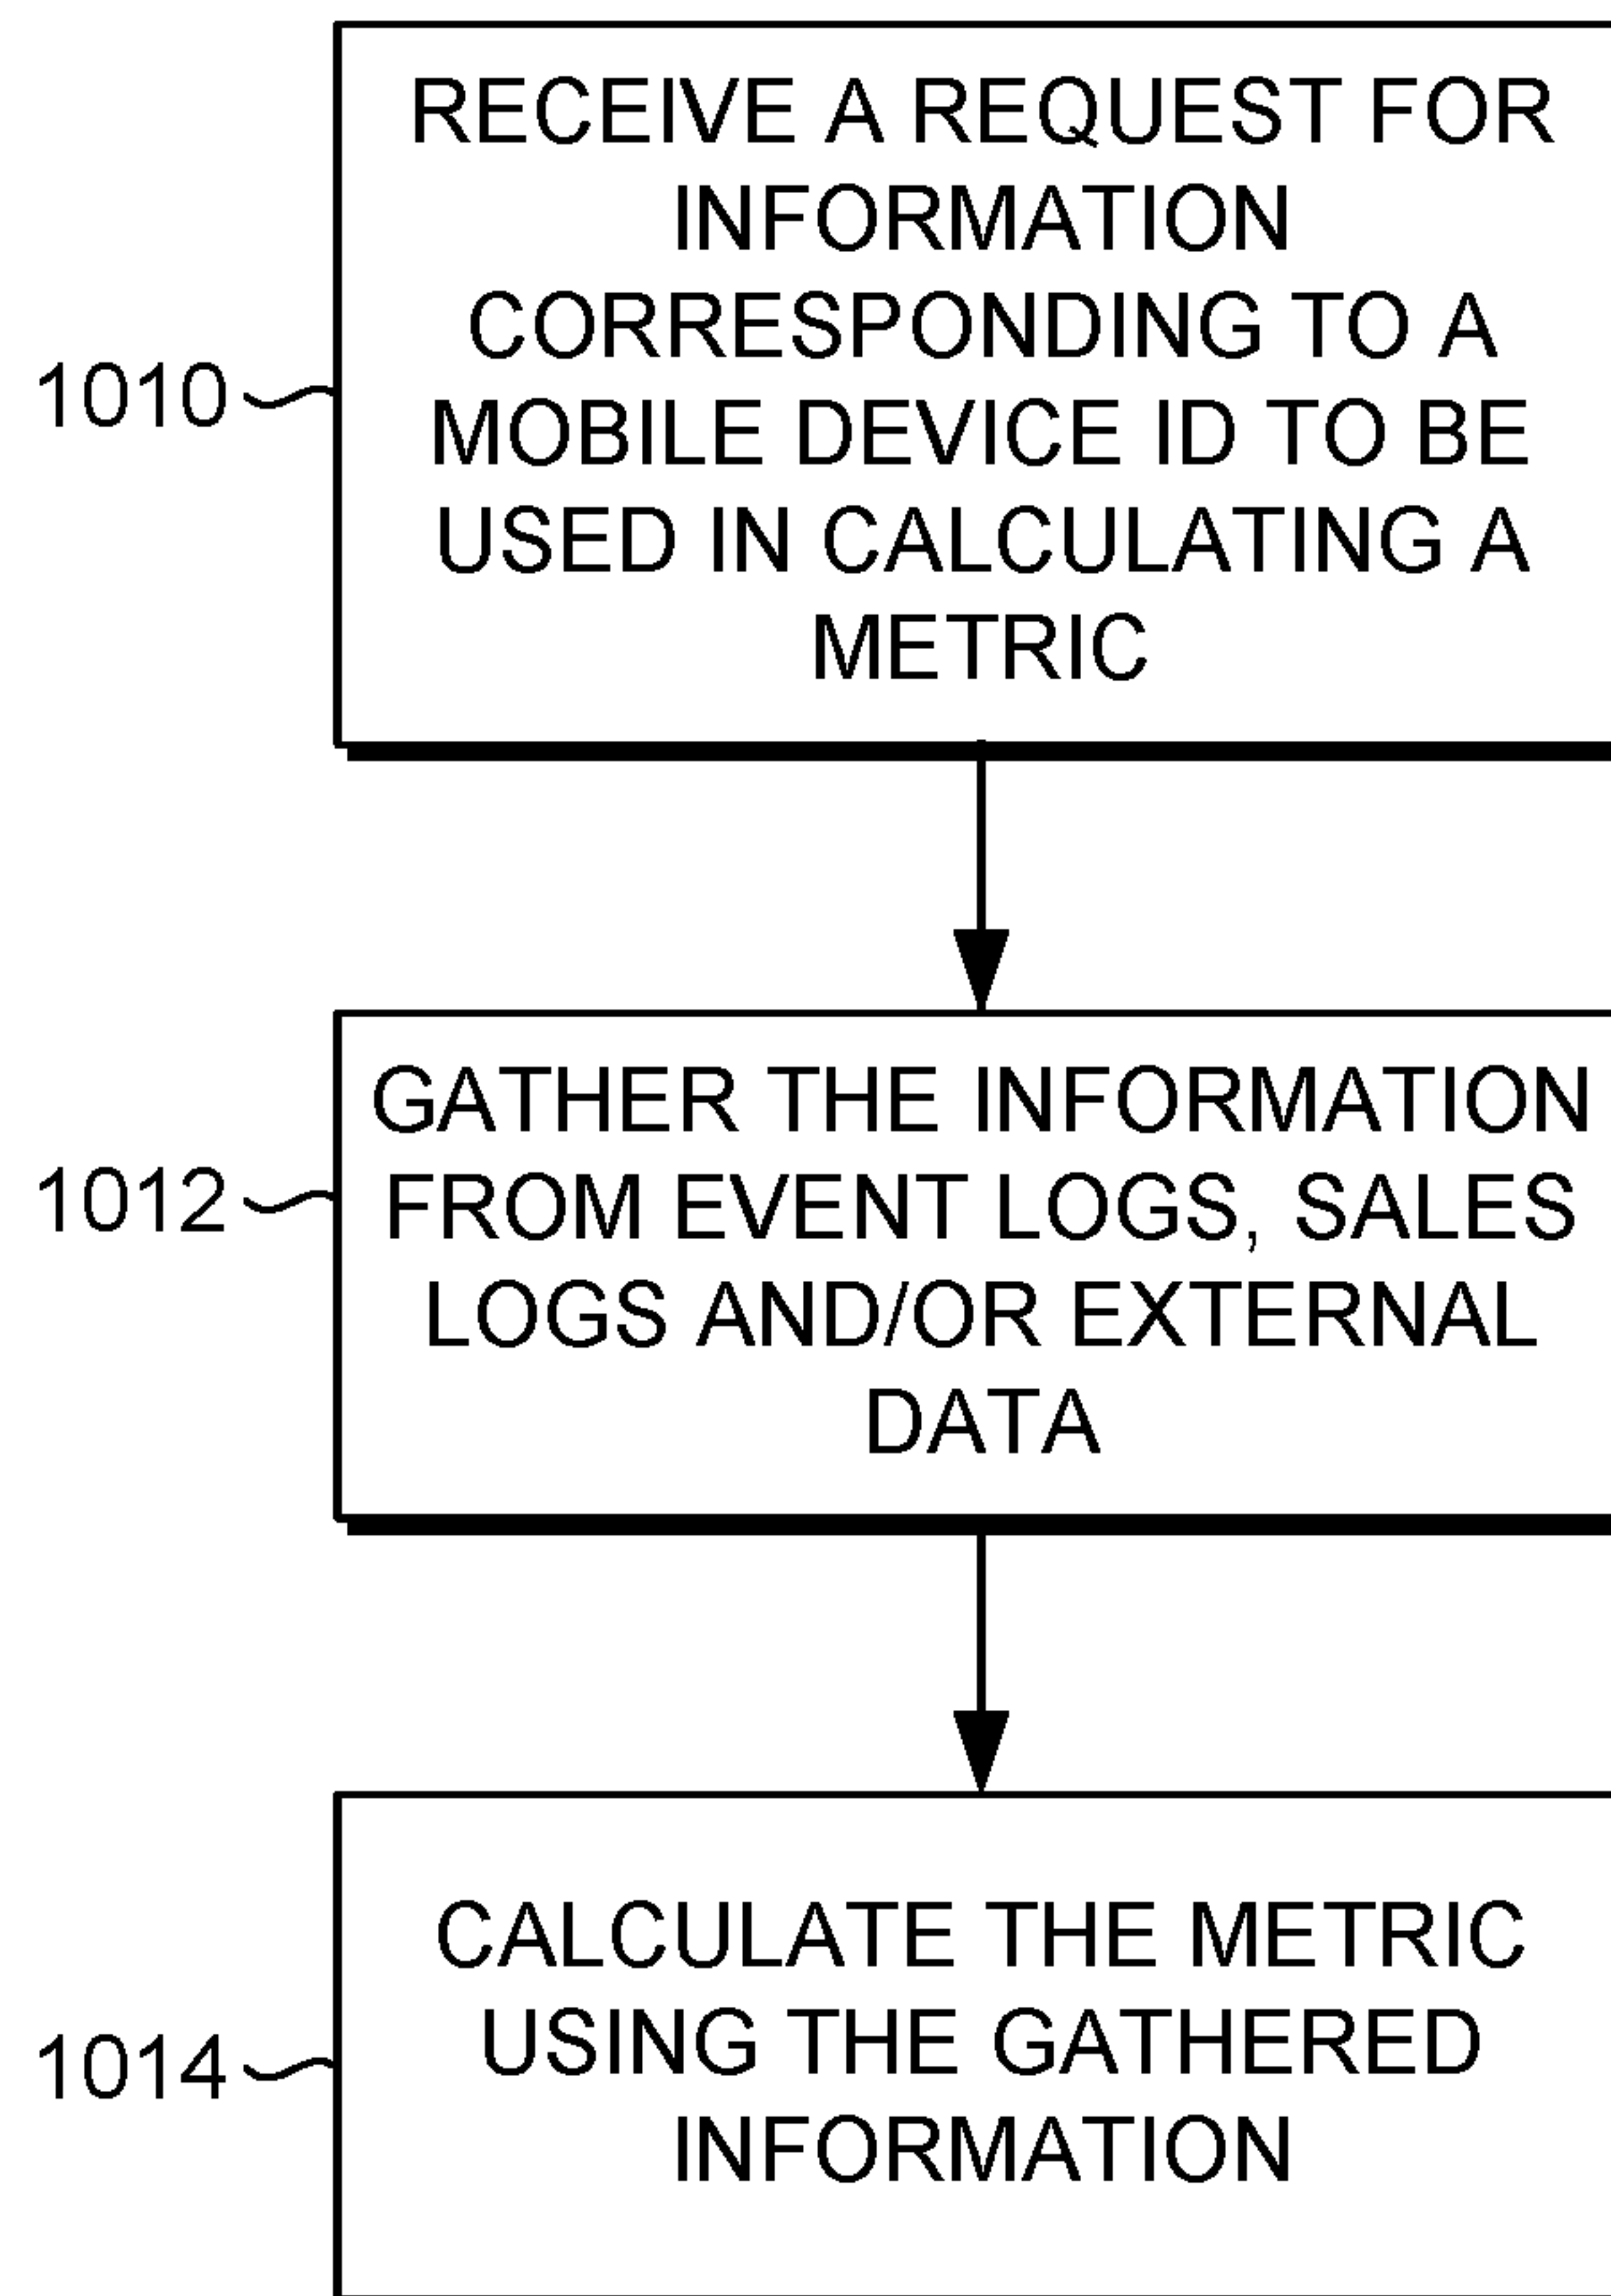 RECEIVE A REQUEST FOR
INFORMATION
CORRESPONDING TO A
1010
MOBILE DEVICE ID TO BE
USED IN CALCULATING A
METRIC
GATHER THE INFORMATION
1012
FROM EVENT LOGS, SALES
LOGS AND/OR EXTERNAL
DATA
CALCULATE THE METRIC
USING THE GATHERED
1014
INFORMATION